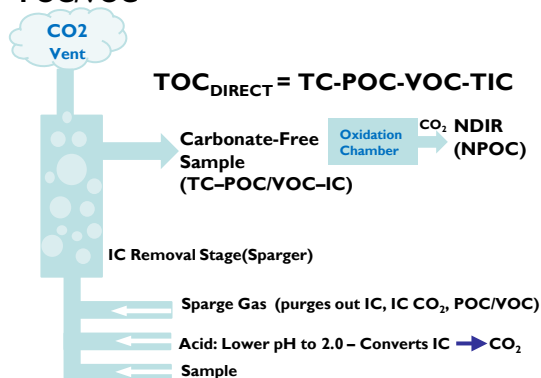 CO2
Vent
TOCDIRECT = TC-POC-VOC-TIC
Carbonate-Free
Sample
(TC–POC/VOC–IC)
Oxidation
Chamber
CO2
NDIR
(NPOC)
IC Removal Stage(Sparger)
Sparge Gas (purges out IC, IC CO2, POC/VOC)
Acid: Lower pH to 2.0 – Converts IC CO2
Sample